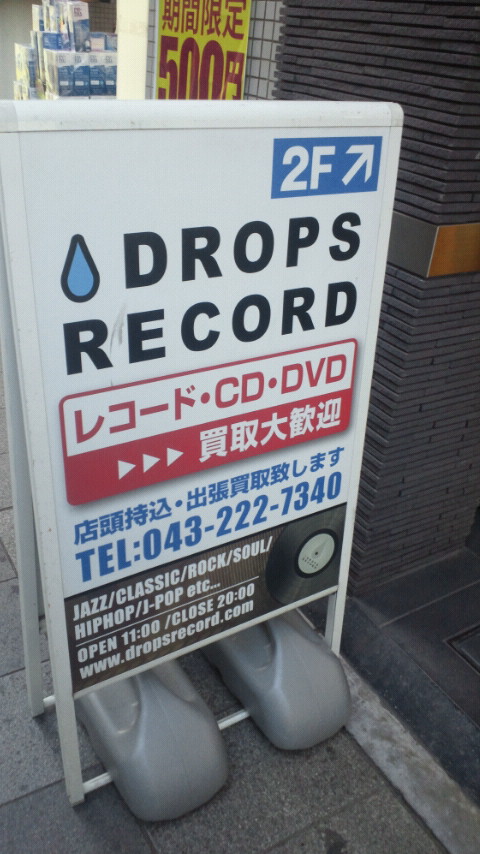 期間限定
500円
2F
DROPS
RECORD
レコード・CD・DVD
買取大歓迎
店頭持込・出張買取致します
TEL:043-222-7340
JAZZ/CLASSIC/ROCK/SOUL/
HIPHOP/J-POP etc...
OPEN 11:00 /CLOSE 20:00
www.dropsrecord.com